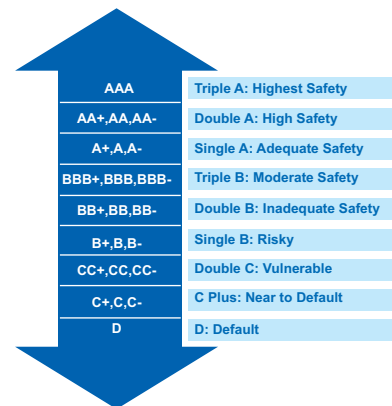 AAA Triple A: Highest Safety
AA+,AA,AA- Double A: High Safety
A+,A,A- Single A: Adequate Safety
BBB+,BBB,BBB- Triple B: Moderate Safety
BB+,BB,BB- Double B: Inadequate Safety
B+,B,B- Single B: Risky
CC+,CC,CC- Double C: Vulnerable
C+,C,C- C Plus: Near to Default
D D: Default